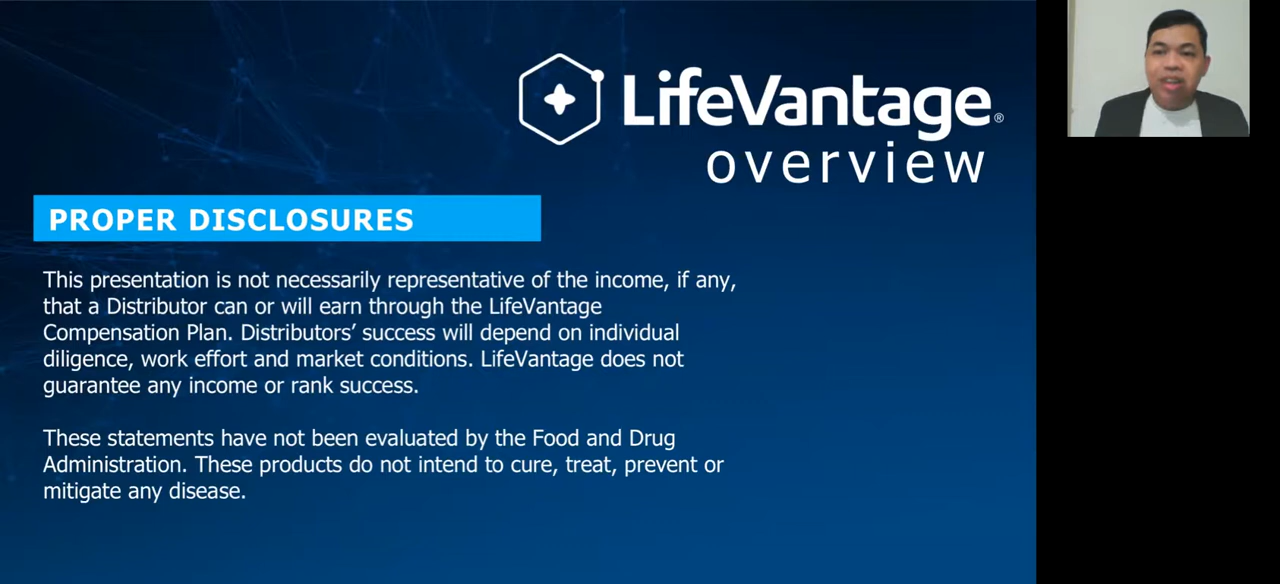 LifeVantage®
overview
PROPER DISCLOSURES
This presentation is not necessarily representative of the income, if any,
that a Distributor can or will earn through the LifeVantage
Compensation Plan. Distributors’ success will depend on individual
diligence, work effort and market conditions. LifeVantage does not
guarantee any income or rank success.
These statements have not been evaluated by the Food and Drug
Administration. These products do not intend to cure, treat, prevent or
mitigate any disease.